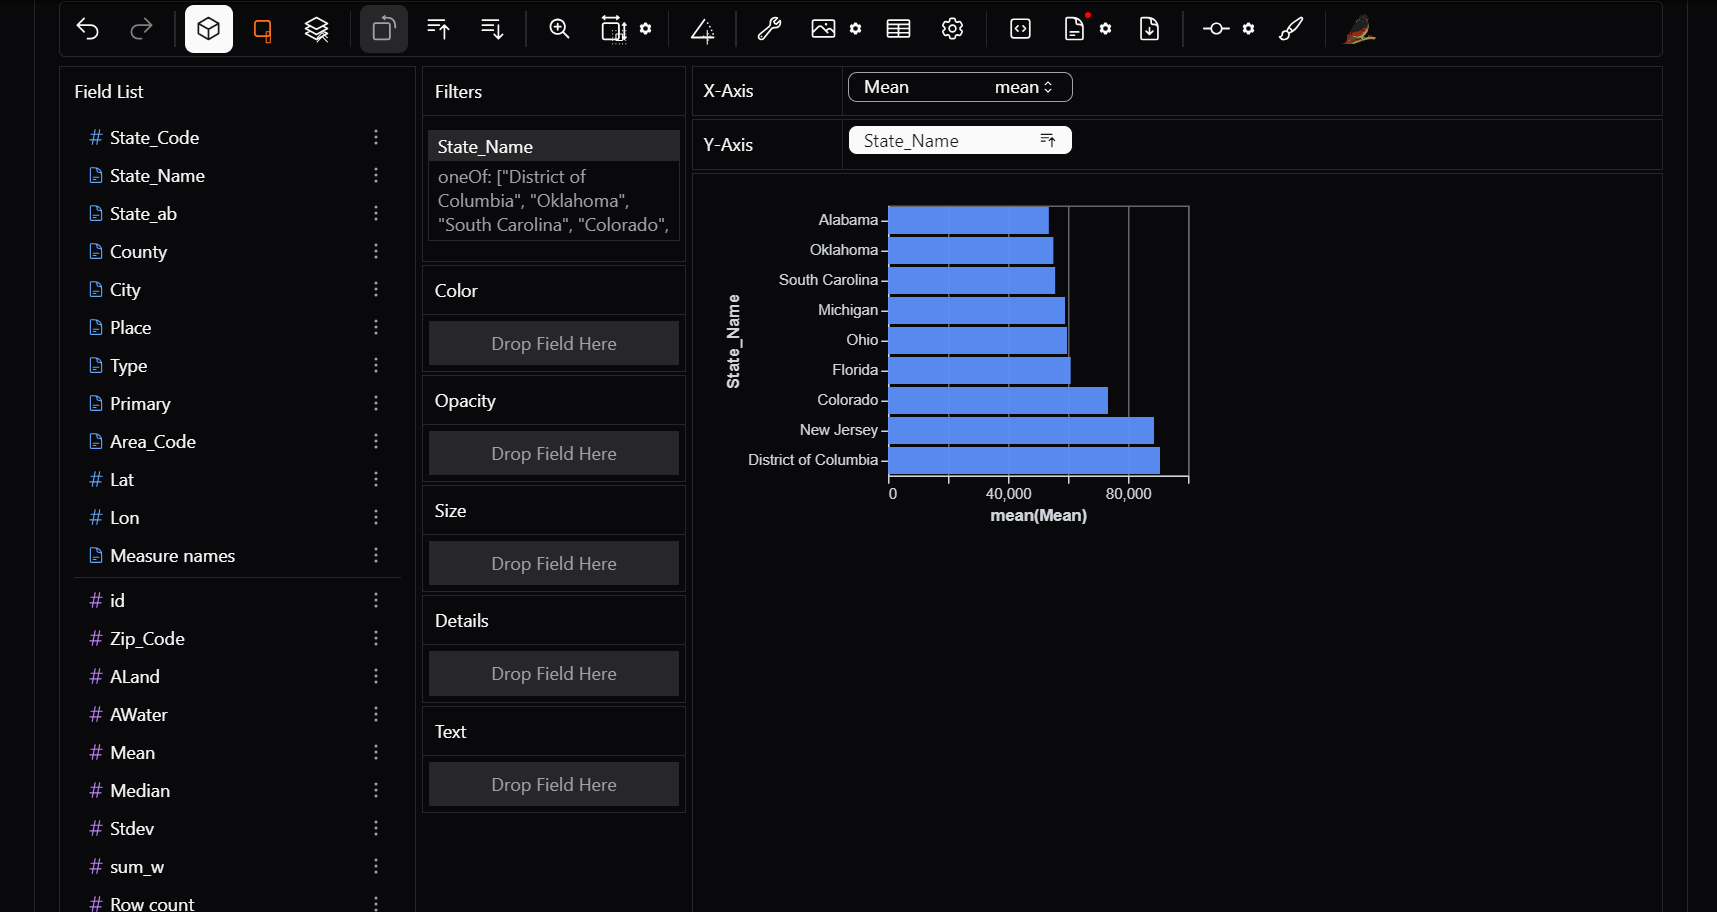 Field List
State_Code
State_Name
State_ab
County
City
Place
Type
Primary
Area_Code
Lat
Lon
Measure names
id
Zip_Code
ALand
AWater
Mean
Median
Stdev
sum_w
Row count
Filters
State_Name
oneOf: ["District of
Columbia", "Oklahoma",
"South Carolina", "Colorado",
Color
Drop Field Here
Opacity
Drop Field Here
Size
Drop Field Here
Details
Drop Field Here
Text
Drop Field Here
X-Axis
Mean mean
Y-Axis
State_Name
State_Name
Alabama
Oklahoma
South Carolina
Michigan
Ohio
Florida
Colorado
New Jersey
District of Columbia
0 40,000 80,000
mean(Mean)